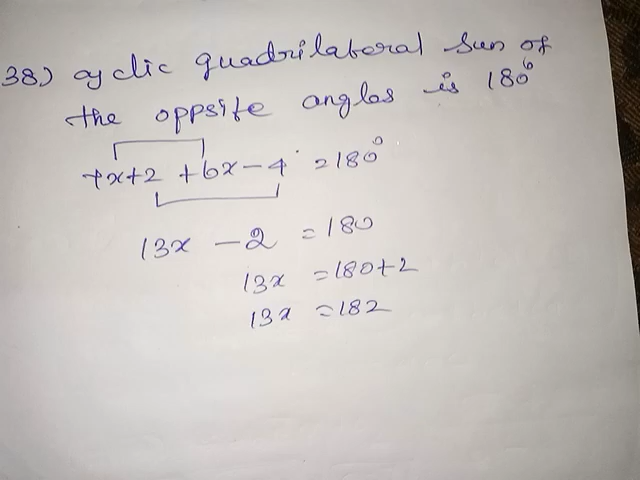 38) cyclic quadrilateral sun of
the oppsite angles is 180°
7x+2 +6x-4 = 180°
13x - 2 = 180
13x = 180+2
13x = 182